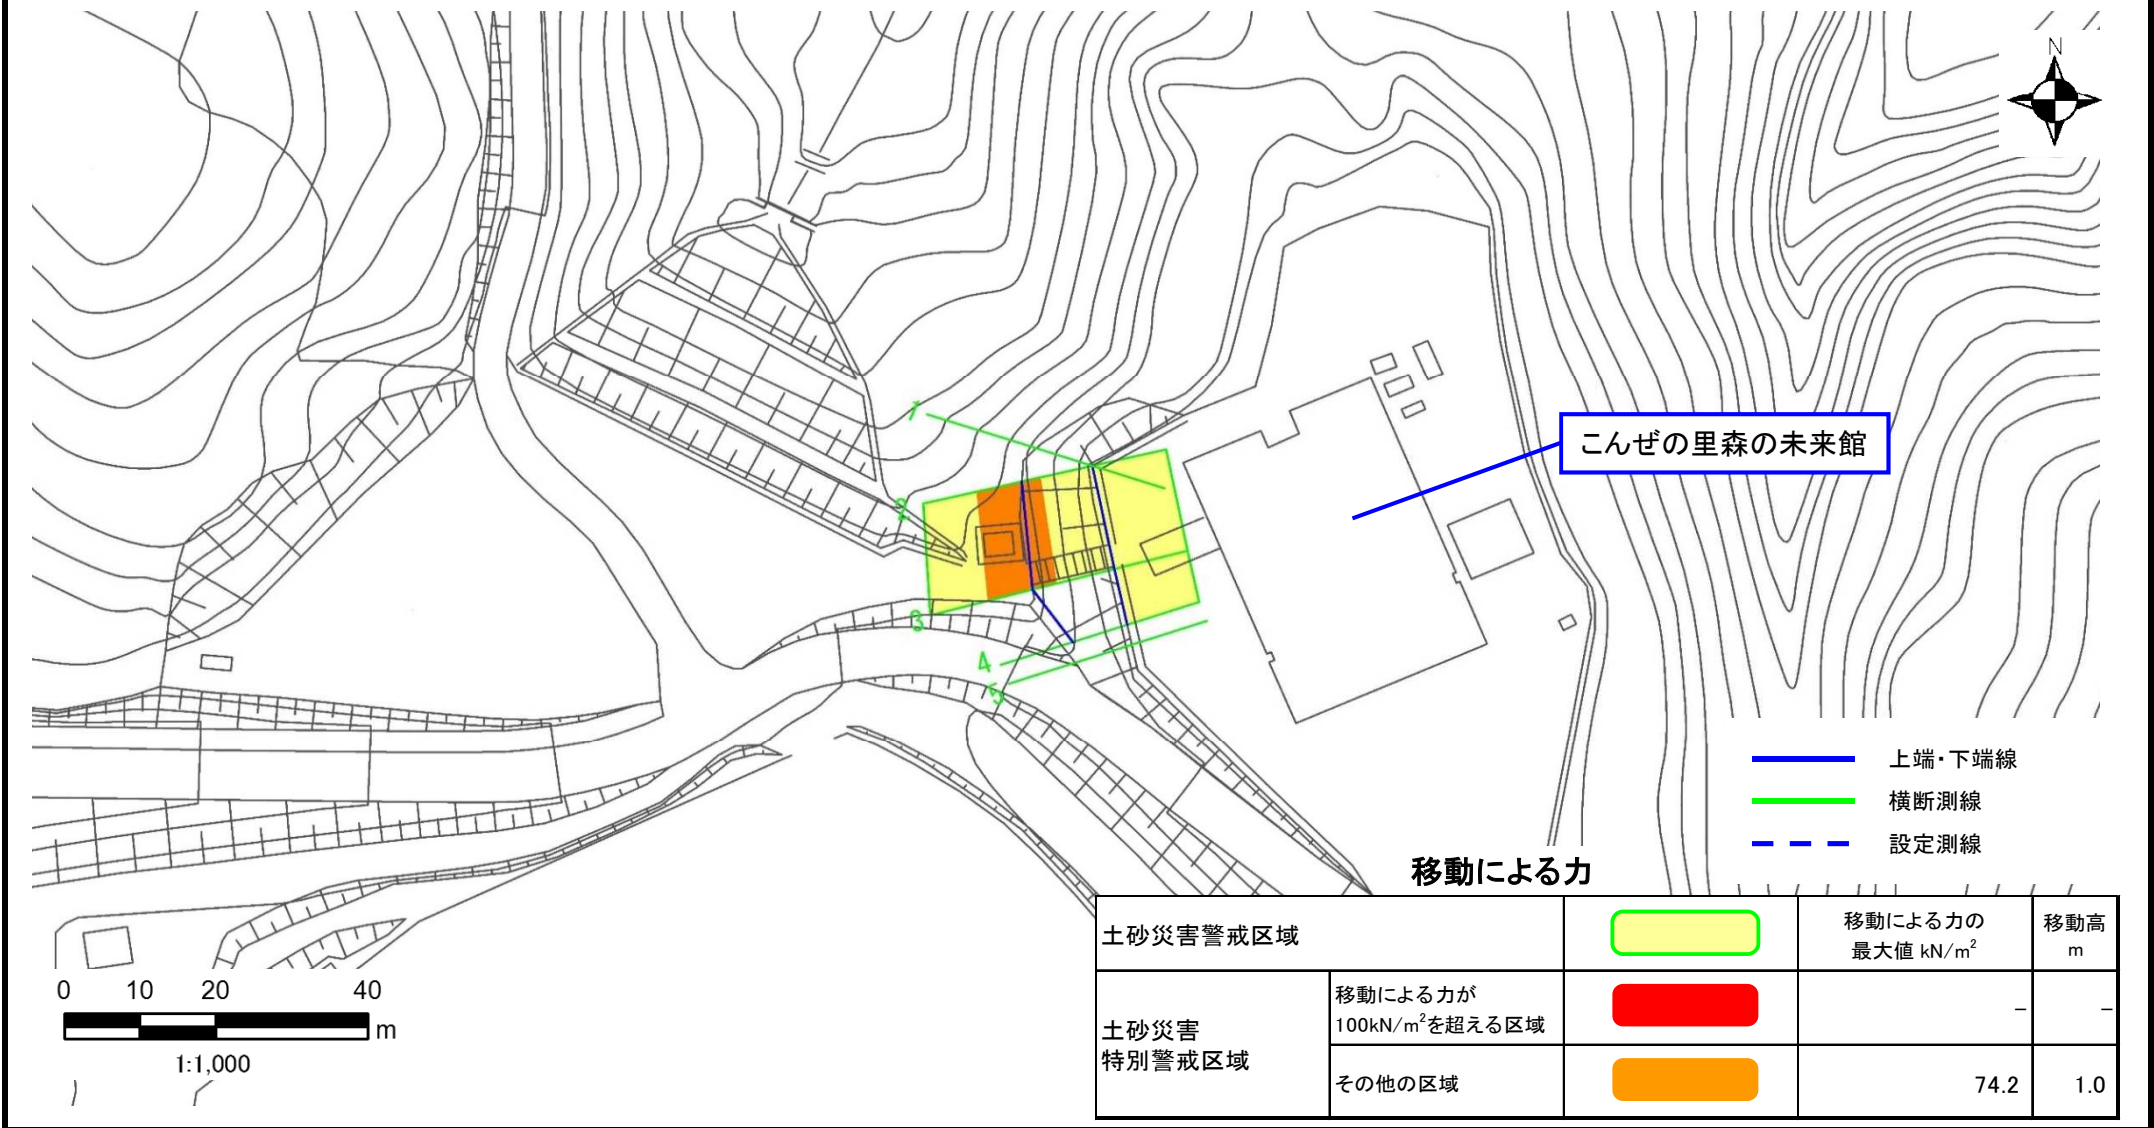 N
1
こんぜの里森の未来館
2
3
4
5
上端・下端線
横断測線
設定測線
移動による力
土砂災害警戒区域
移動による力の
最大値 kN/m²
移動高
m
土砂災害
特別警戒区域
移動による力が
100kN/m²を超える区域
－
－
その他の区域
74.2
1.0
0 10 20 40
m
1:1,000